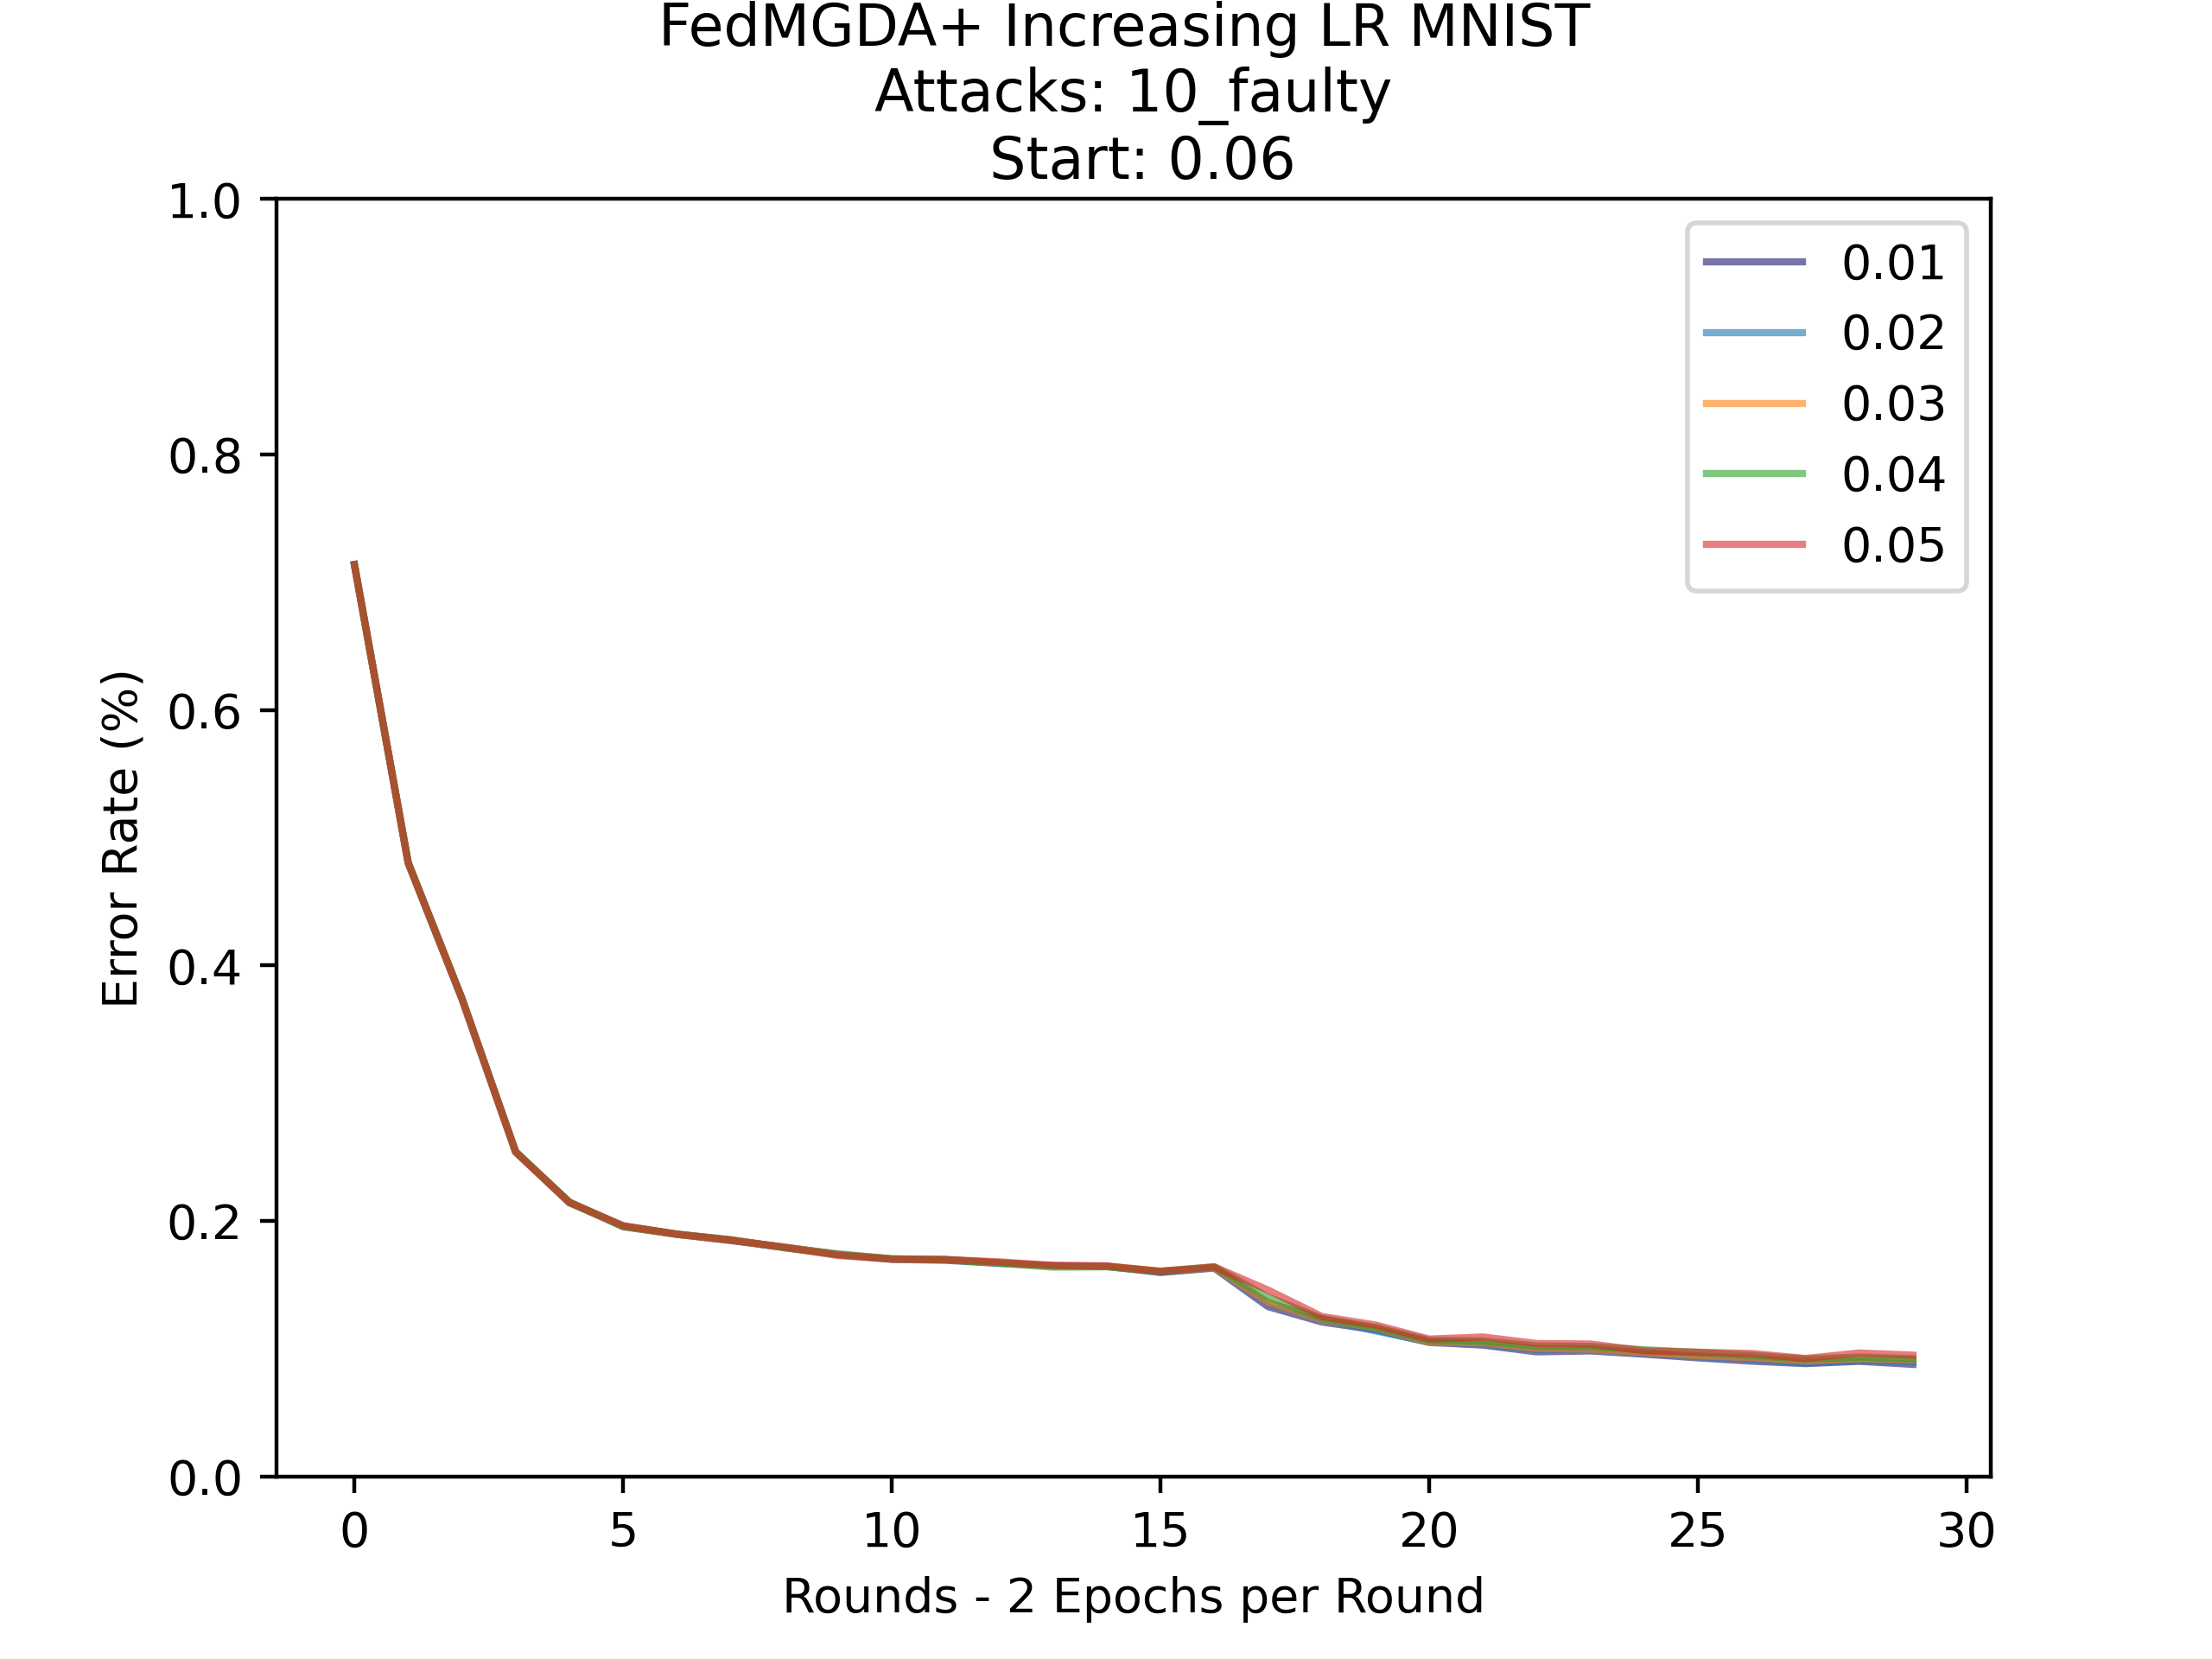 FedMGDA+ Increasing LR MNIST
Attacks: 10_faulty
Start: 0.06
1.0
0.8
0.6
0.4
0.2
0.0
Error Rate (%)
0.01
0.02
0.03
0.04
0.05
0 5 10 15 20 25 30
Rounds - 2 Epochs per Round